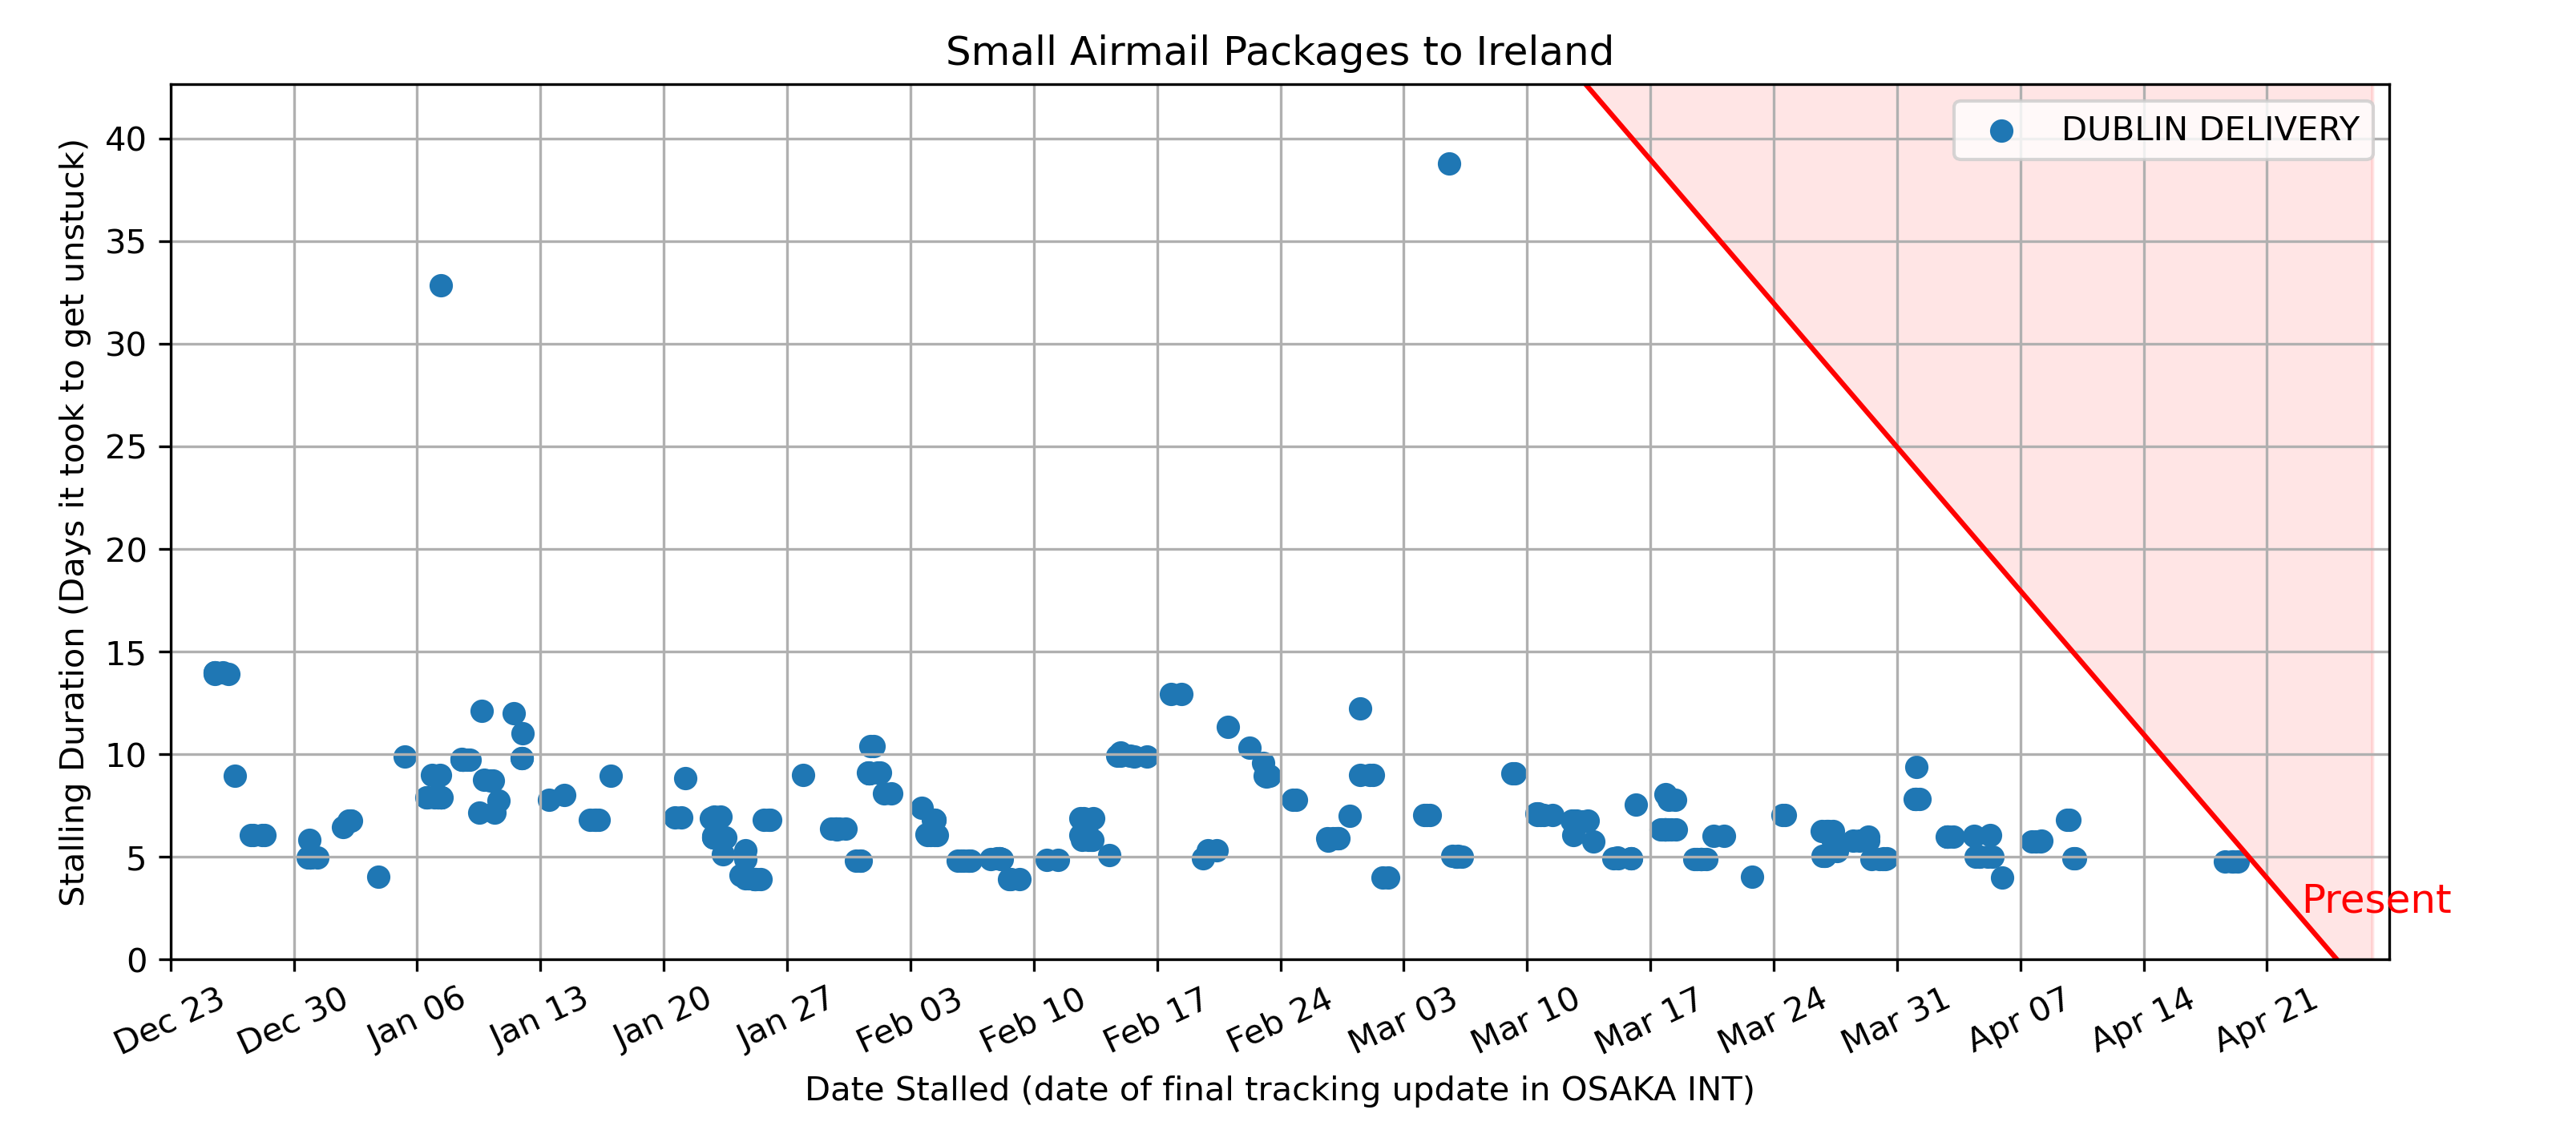 Small Airmail Packages to Ireland
DUBLIN DELIVERY
Stalling Duration (Days it took to get unstuck)
40
35
30
25
20
15
10
5
0
Present
Dec 23
Dec 30
Jan 06
Jan 13
Jan 20
Jan 27
Feb 03
Feb 10
Feb 17
Feb 24
Mar 03
Mar 10
Mar 17
Mar 24
Mar 31
Apr 07
Apr 14
Apr 21
Date Stalled (date of final tracking update in OSAKA INT)